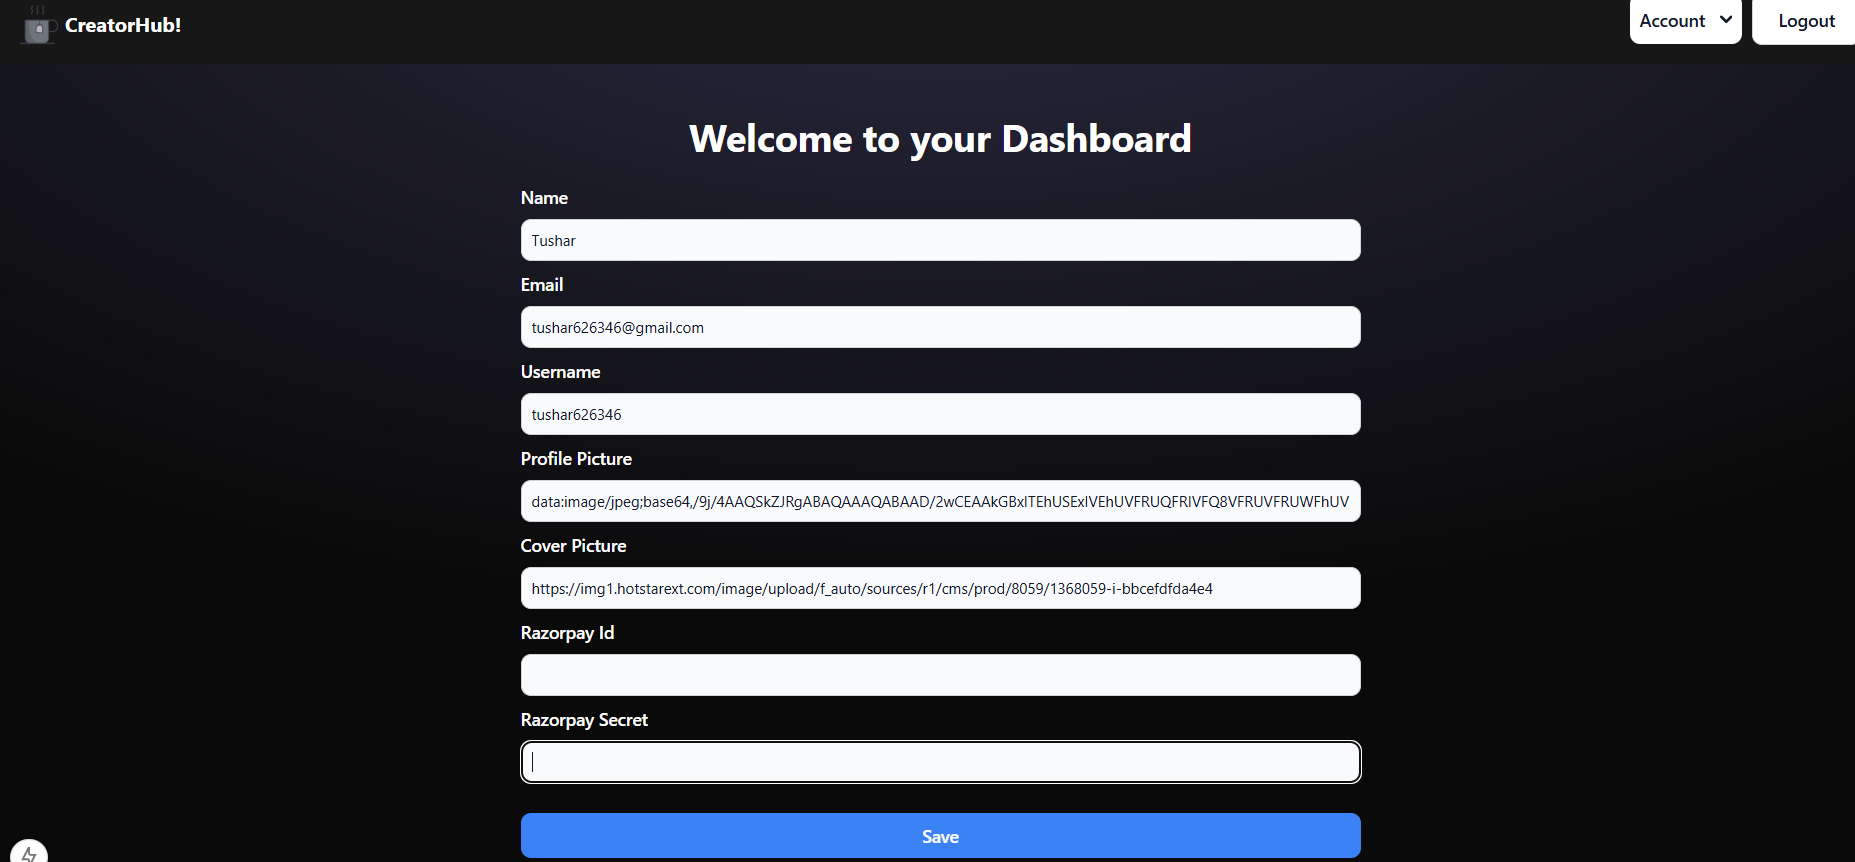 CreatorHub!
Account
Logout
Welcome to your Dashboard
Name
Tushar
Email
tushar626346@gmail.com
Username
tushar626346
Profile Picture
data:image/jpeg;base64,/9j/4AAQSkZJRgABAQAAAQABAAD/2wCEAAkGBxITEhUSExIVEhUVFRUQFRIVFQ8VFRUVFRUWFhUV
Cover Picture
https://img1.hotstarext.com/image/upload/f_auto/sources/r1/cms/prod/8059/1368059-i-bbcefdfda4e4
Razorpay Id
Razorpay Secret
Save